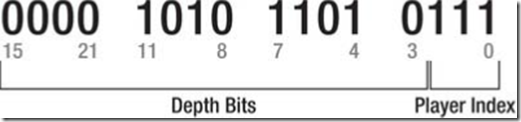 0000 1010 1101 0111
15 21 11 8 7 4 3 0
Depth Bits Player Index